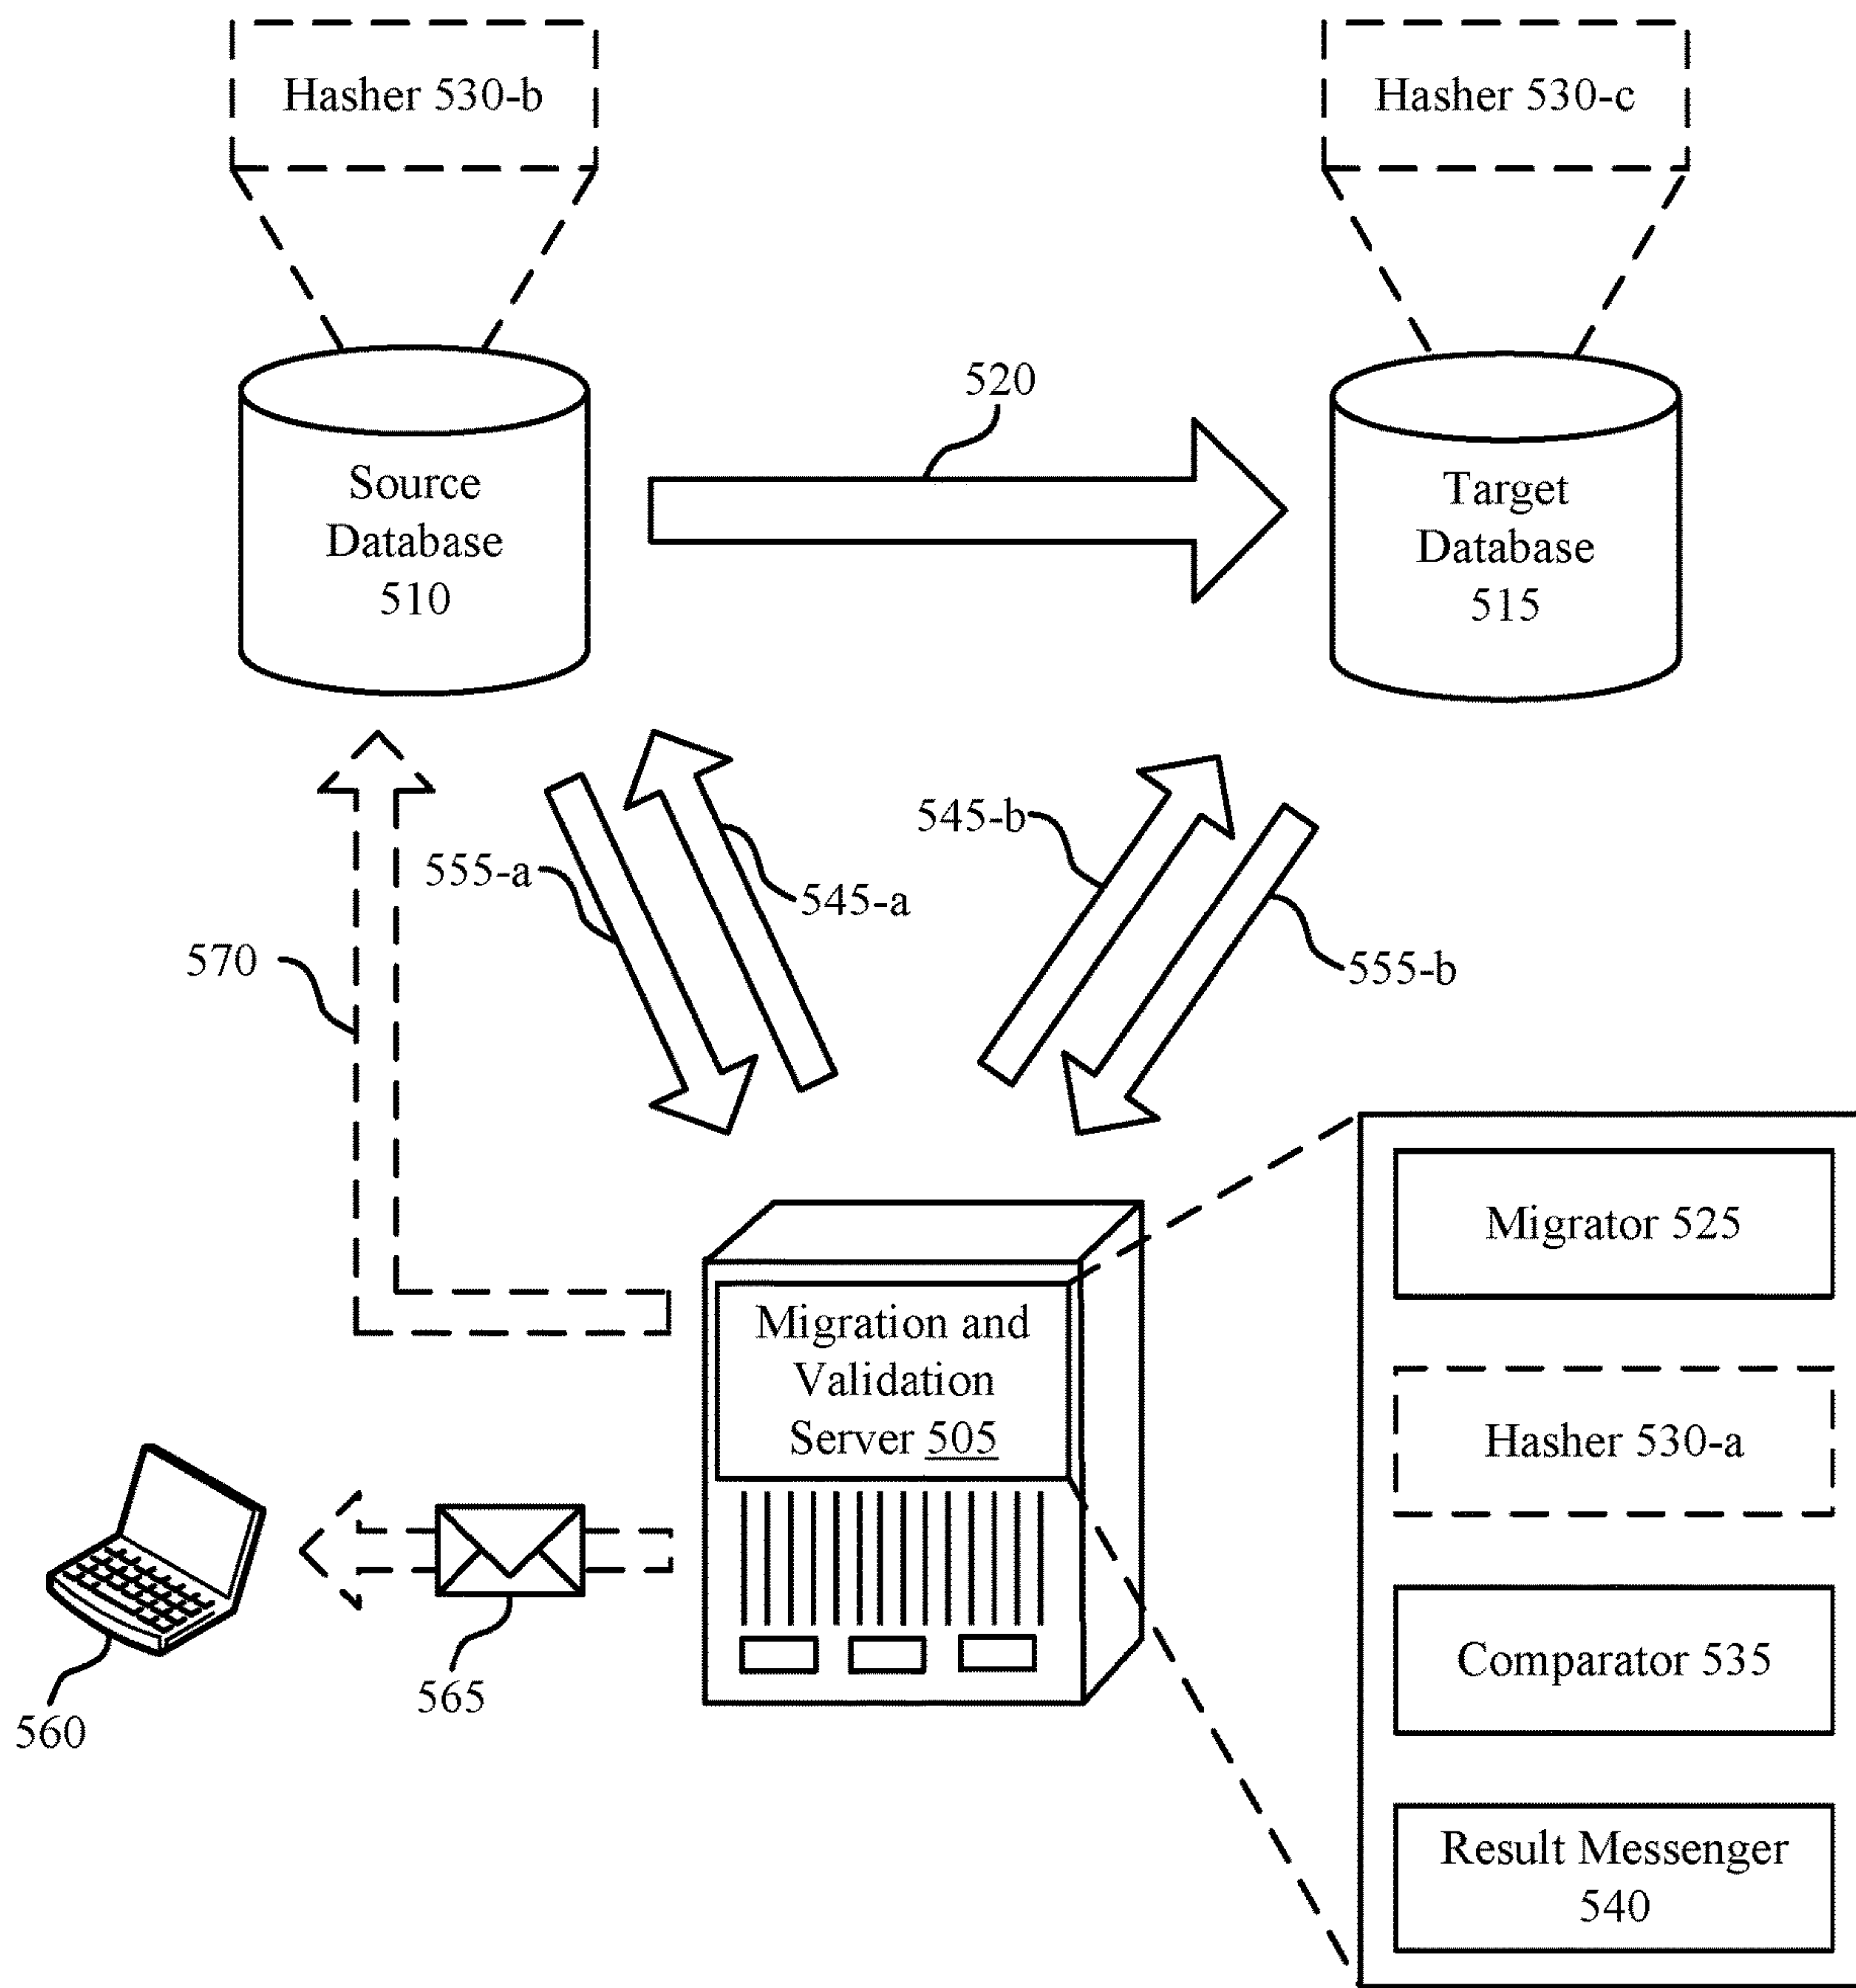 Hasher 530-b
Hasher 530-c
520
Source
Database
510
Target
Database
515
545-b
555-a
545-a
570
555-b
Migrator 525
Migration and
Validation
Server 505
Hasher 530-a
Comparator 535
565
560
Result Messenger
540